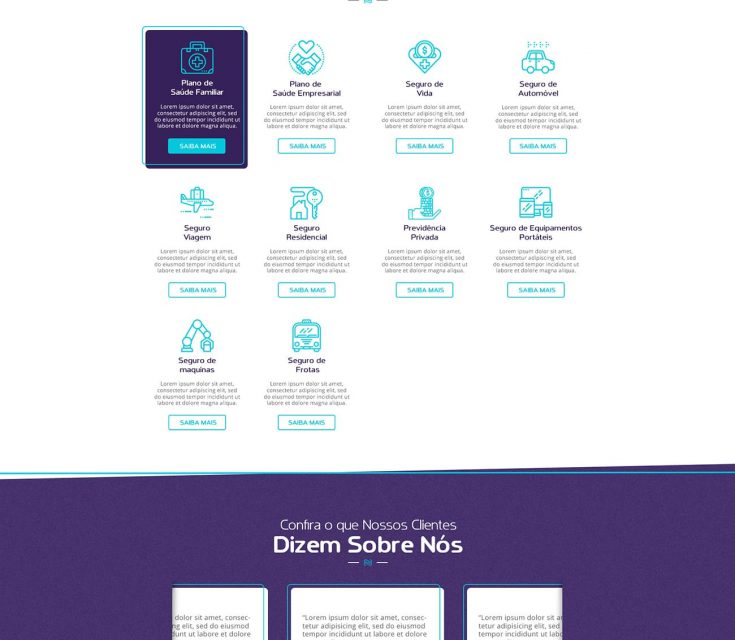 Plano de
Saúde Familiar
Lorem ipsum dolor sit amet,
consectetur adipiscing elit, sed
do eiusmod tempor incididunt ut
labore et dolore magna aliqua.
SAIBA MAIS
Plano de
Saúde Empresarial
Lorem ipsum dolor sit amet,
consectetur adipiscing elit, sed
do eiusmod tempor incididunt ut
labore et dolore magna aliqua.
SAIBA MAIS
Seguro de
Vida
Lorem ipsum dolor sit amet,
consectetur adipiscing elit, sed
do eiusmod tempor incididunt ut
labore et dolore magna aliqua.
SAIBA MAIS
Seguro de
Automóvel
Lorem ipsum dolor sit amet,
consectetur adipiscing elit, sed
do eiusmod tempor incididunt ut
labore et dolore magna aliqua.
SAIBA MAIS
Seguro
Viagem
Lorem ipsum dolor sit amet,
consectetur adipiscing elit, sed
do eiusmod tempor incididunt ut
labore et dolore magna aliqua.
SAIBA MAIS
Seguro
Residencial
Lorem ipsum dolor sit amet,
consectetur adipiscing elit, sed
do eiusmod tempor incididunt ut
labore et dolore magna aliqua.
SAIBA MAIS
Previdência
Privada
Lorem ipsum dolor sit amet,
consectetur adipiscing elit, sed
do eiusmod tempor incididunt ut
labore et dolore magna aliqua.
SAIBA MAIS
Seguro de Equipamentos
Portáteis
Lorem ipsum dolor sit amet,
consectetur adipiscing elit, sed
do eiusmod tempor incididunt ut
labore et dolore magna aliqua.
SAIBA MAIS
Seguro de
maquinas
Lorem ipsum dolor sit amet,
consectetur adipiscing elit, sed
do eiusmod tempor incididunt ut
labore et dolore magna aliqua.
SAIBA MAIS
Seguro de
Frotas
Lorem ipsum dolor sit amet,
consectetur adipiscing elit, sed
do eiusmod tempor incididunt ut
labore et dolore magna aliqua.
SAIBA MAIS
Confira o que Nossos Clientes
Dizem Sobre Nós
dolor sit amet, consec-
ng elit, sed do eiusmod
didunt ut labore et dolore
"Lorem ipsum dolor sit amet, consec-
tetur adipisicing elit, sed do eiusmod
tempor incididunt ut labore et dolore
"Lorem ipsum dolor sit a
tetur adipisicing elit, sed
tempor incididunt ut labo